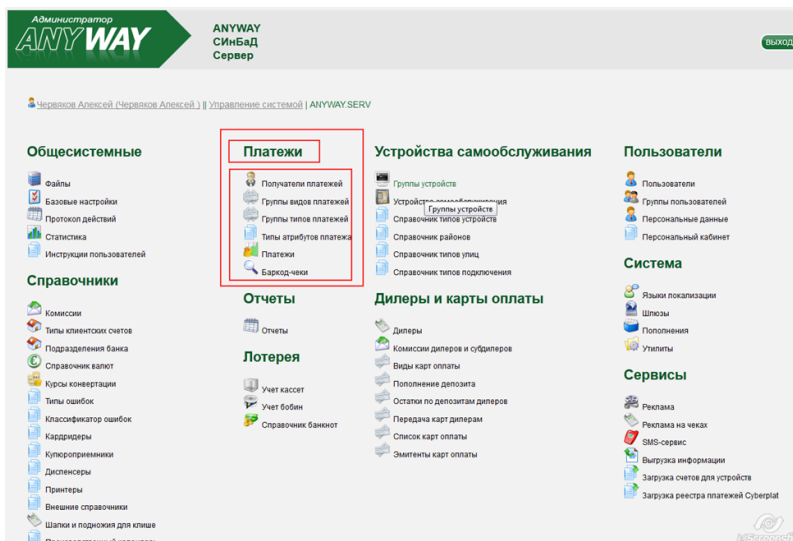 Администратор
ANYWAY
ANYWAY
СИнБаД
Сервер
выход
Червяков Алексей (Червяков Алексей ) || Управление системой | ANYWAY.SERV
Общесистемные
Файлы
Базовые настройки
Протокол действий
Статистика
Инструкции пользователей
Справочники
Комиссии
Типы клиентских счетов
Подразделения банка
Справочник валют
Курсы конвертации
Типы ошибок
Классификатор ошибок
Кардридеры
Купюроприемники
Диспенсеры
Принтеры
Внешние справочники
Шапки и подножия для клише
Платежи
Получатели платежей
Группы видов платежей
Группы типов платежей
Типы атрибутов платежа
Платежи
Баркод-чеки
Отчеты
Отчеты
Лотерея
Учет кассет
Учет бобин
Справочник банкнот
Устройства самообслуживания
Группы устройств
Устройства самообслуживания
Группы устройств
Справочник типов устройств
Справочник районов
Справочник типов улиц
Справочник типов подключения
Дилеры и карты оплаты
Дилеры
Комиссии дилеров и субдилеров
Виды карт оплаты
Пополнение депозита
Остатки по депозитам дилеров
Передача карт дилерам
Список карт оплаты
Эмитенты карт оплаты
Пользователи
Пользователи
Группы пользователей
Персональные данные
Персональный кабинет
Система
Языки локализации
Шлюзы
Пополнения
Утилиты
Сервисы
Реклама
Реклама на чеках
SMS-сервис
Выгрузка информации
Загрузка счетов для устройств
Загрузка реестра платежей Cyberplat